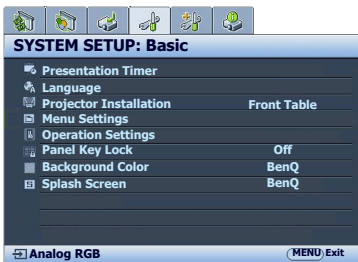 SYSTEM SETUP: Basic
Presentation Timer
Language
Projector Installation Front Table
Menu Settings
Operation Settings
Panel Key Lock Off
Background Color BenQ
Splash Screen BenQ
Analog RGB MENU Exit